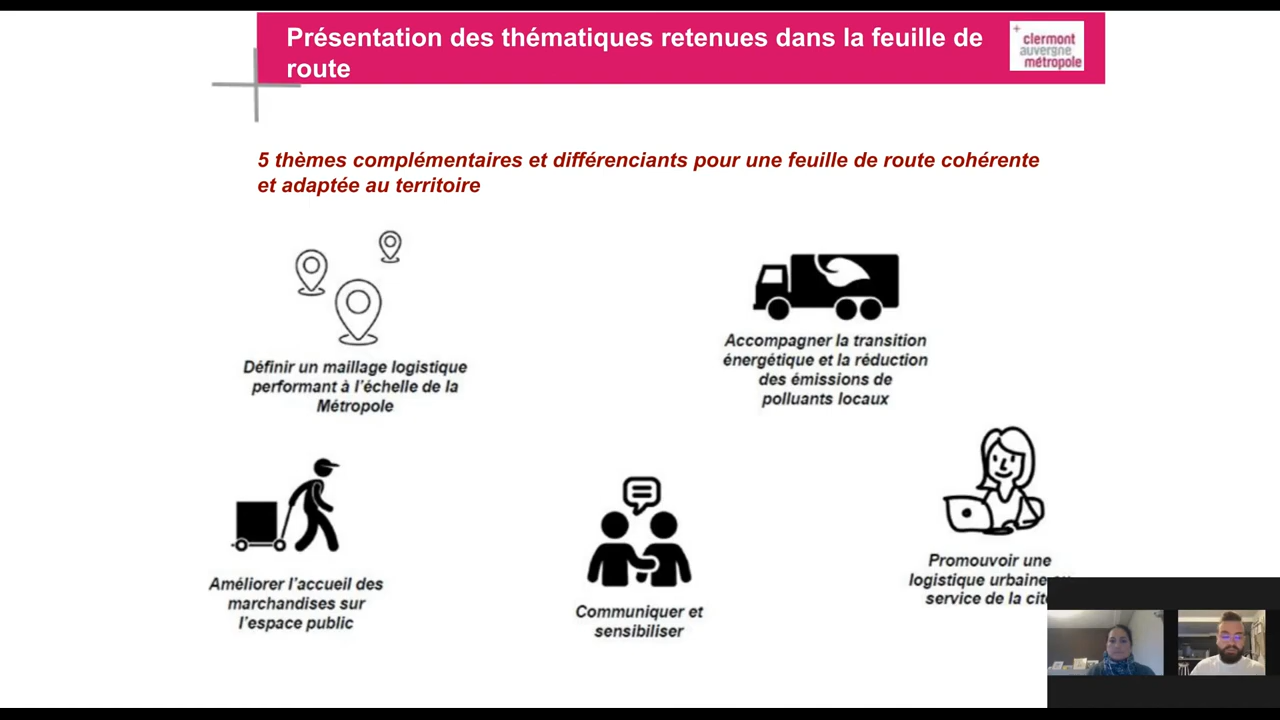 Présentation des thématiques retenues dans la feuille de
route
clermont
auvergne
métropole
5 thèmes complémentaires et différenciants pour une feuille de route cohérente
et adaptée au territoire
Définir un maillage logistique
performant à l'échelle de la
Métropole
Accompagner la transition
énergétique et la réduction
des émissions de
polluants locaux
Améliorer l'accueil des
marchandises sur
l'espace public
Communiquer et
sensibiliser
Promouvoir une
logistique urbaine
service de la cité